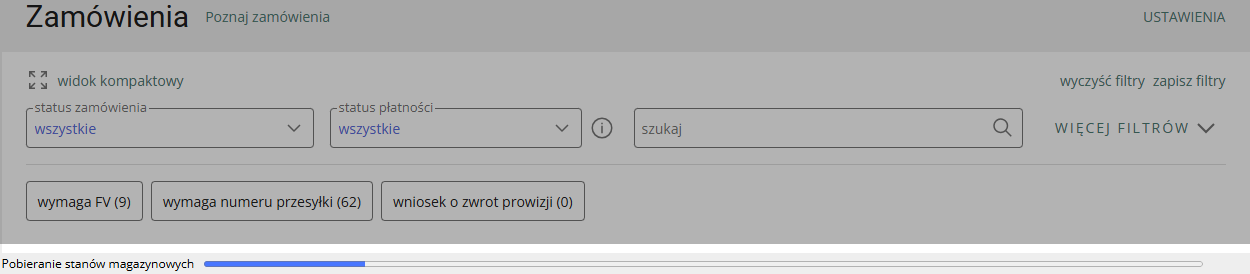 Zamówienia Poznaj zamówienia USTAWIENIA
widok kompaktowy wyczyść filtry zapisz filtry
status zamówienia status płatności
wszystkie wszystkie szukaj WIĘCEJ FILTRÓW
wymaga FV (9) wymaga numeru przesyłki (62) wniosek o zwrot prowizji (0)
Pobieranie stanów magazynowych